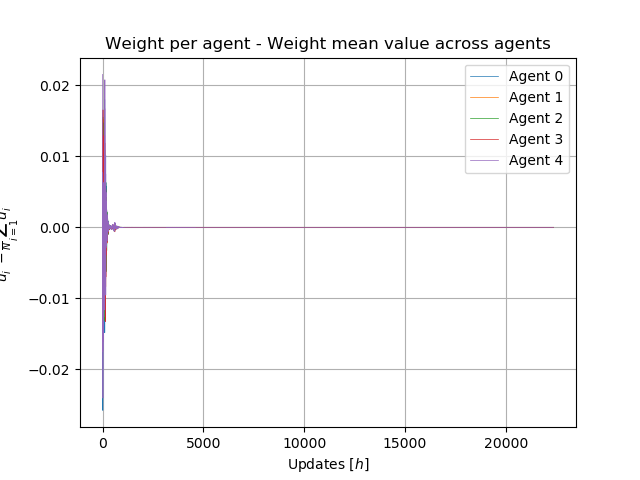 Weight per agent - Weight mean value across agents
Agent 0
Agent 1
Agent 2
Agent 3
Agent 4
0.02
0.01
0.00
−0.01
−0.02
0
5000
10000
15000
20000
Updates [h]